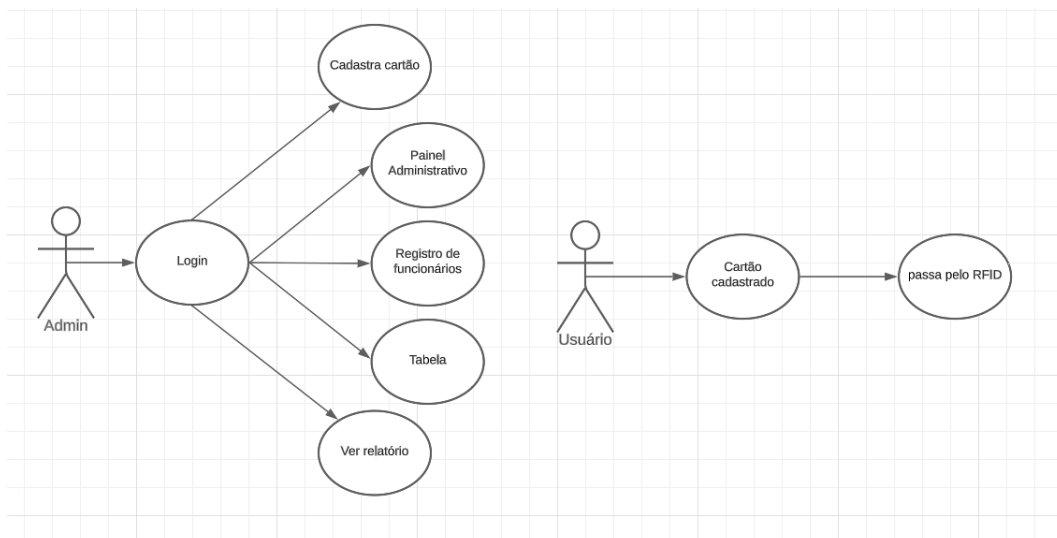 Cadastra cartão
Painel
Administrativo
Registro de
funcionários
Login
Admin
Tabela
Ver relatório
Cartão
cadastrado
passa pelo RFID
Usuário